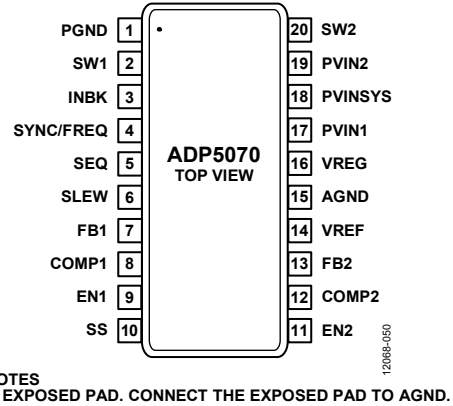 PGND 1
SW1 2
INBK 3
SYNC/FREQ 4
SEQ 5
SLEW 6
FB1 7
COMP1 8
EN1 9
SS 10
ADP5070
TOP VIEW
20 SW2
19 PVIN2
18 PVINSYS
17 PVIN1
16 VREG
15 AGND
14 VREF
13 FB2
12 COMP2
11 EN2
12068-050
OTES
EXPOSED PAD. CONNECT THE EXPOSED PAD TO AGND.